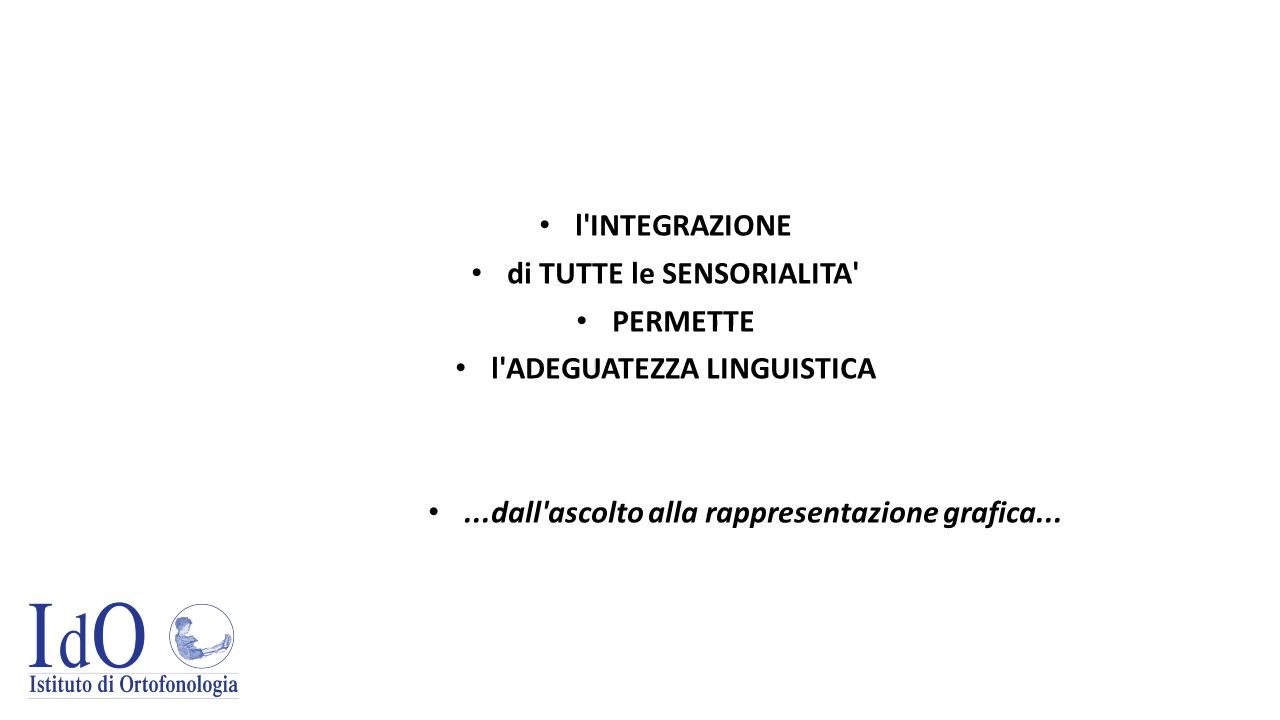 • l'INTEGRAZIONE
• di TUTTE le SENSORIALITA'
• PERMETTE
• l'ADEGUATEZZA LINGUISTICA
• ...dall'ascolto alla rappresentazione grafica...
IdO
Istituto di Ortofonologia